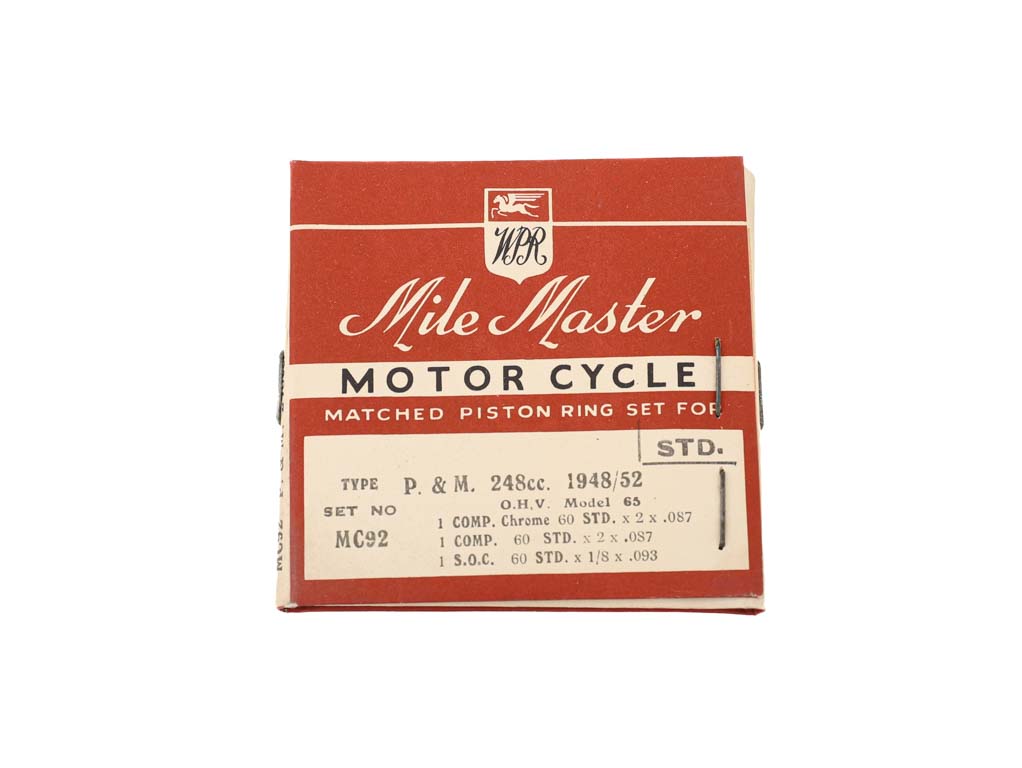 WPR
Mile Master
MOTOR CYCLE
MATCHED PISTON RING SET FOR
STD.
TYPE P. & M. 248cc. 1948/52
O.H.V. Model 65
SET NO
MC92
1 COMP. Chrome 60 STD. x 2 x .087
1 COMP. 60 STD. x 2 x .087
1 S.O.C. 60 STD. x 1/8 x .093
MC92